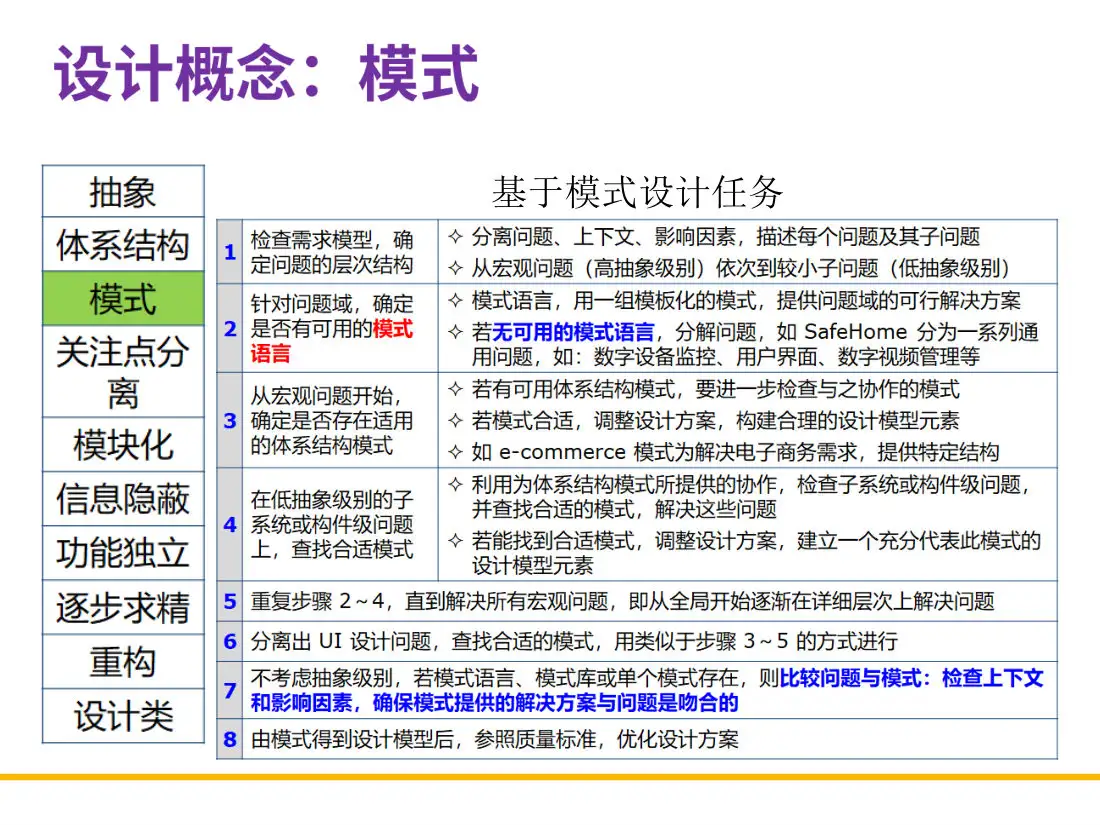 设计概念：模式
抽象
体系结构
模式
关注点分
离
模块化
信息隐蔽
功能独立
逐步求精
重构
设计类
基于模式设计任务
1
检查需求模型，确
定问题的层次结构
✧ 分离问题、上下文、影响因素，描述每个问题及其子问题
✧ 从宏观问题（高抽象级别）依次到较小子问题（低抽象级别）
2
针对问题域，确定
是否有可用的模式
语言
✧ 模式语言，用一组模板化的模式，提供问题域的可行解决方案
✧ 若无可用的模式语言，分解问题，如 SafeHome 分为一系列通
用问题，如：数字设备监控、用户界面、数字视频管理等
3
从宏观问题开始，
确定是否存在适用
的体系结构模式
✧ 若有可用体系结构模式，要进一步检查与之协作的模式
✧ 若模式合适，调整设计方案，构建合理的设计模型元素
✧ 如 e-commerce 模式为解决电子商务需求，提供特定结构
4
在低抽象级别的子
系统或构件级问题
上，查找合适模式
✧ 利用为体系结构模式所提供的协作，检查子系统或构件级问题，
并查找合适的模式，解决这些问题
✧ 若能找到合适模式，调整设计方案，建立一个充分代表此模式的
设计模型元素
5
重复步骤 2～4，直到解决所有宏观问题，即从全局开始逐渐在详细层次上解决问题
6
分离出 UI 设计问题，查找合适的模式，用类似于步骤 3～5 的方式进行
7
不考虑抽象级别，若模式语言、模式库或单个模式存在，则比较问题与模式：检查上下文
和影响因素，确保模式提供的解决方案与问题是吻合的
8
由模式得到设计模型后，参照质量标准，优化设计方案